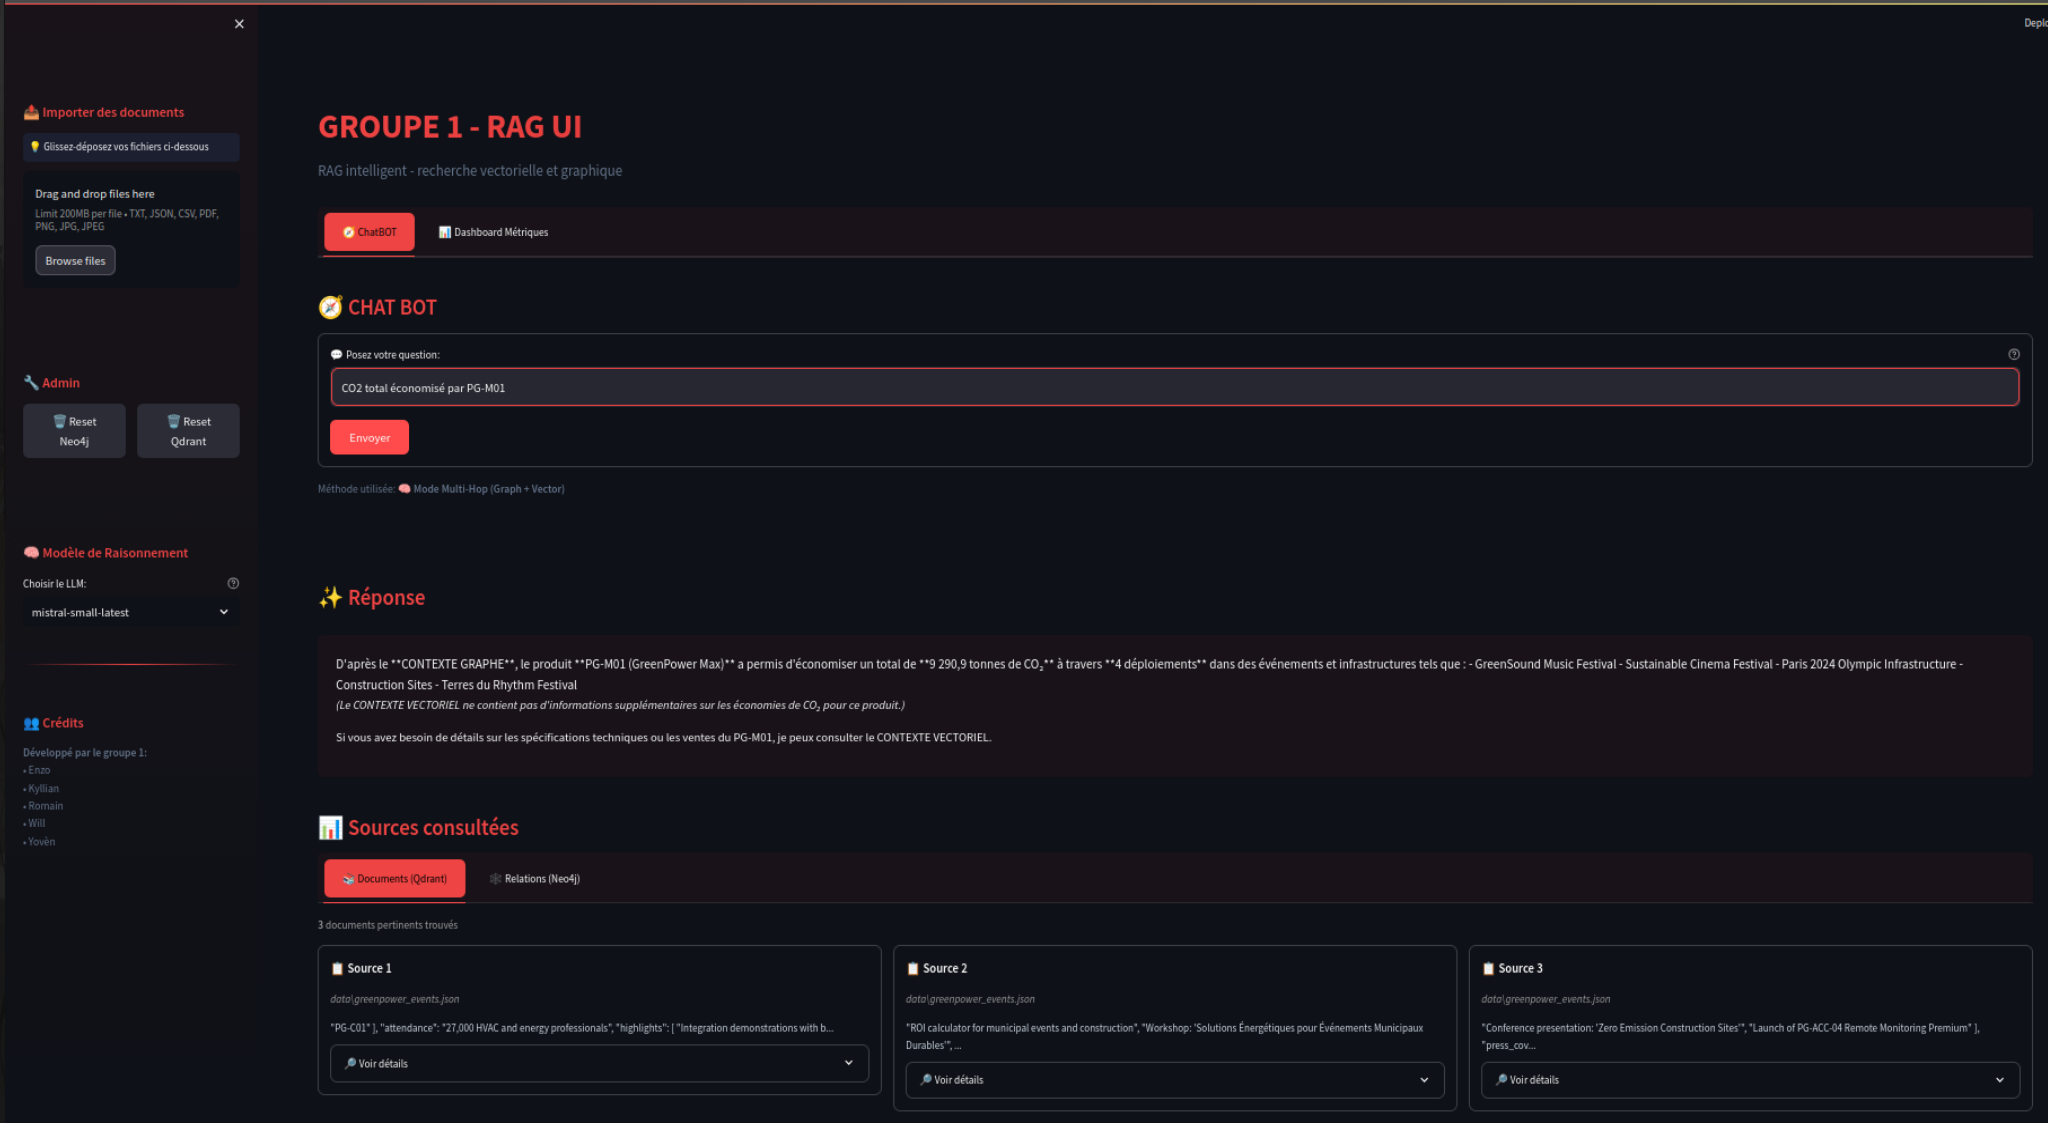 Deplo
📤 Importer des documents
💡 Glissez-déposez vos fichiers ci-dessous
Drag and drop files here
Limit 200MB per file • TXT, JSON, CSV, PDF,
PNG, JPG, JPEG
Browse files
🔧 Admin
🗑️ Reset
Neo4j
🗑️ Reset
Qdrant
🧠 Modèle de Raisonnement
Choisir le LLM:
mistral-small-latest
👥 Crédits
Développé par le groupe 1:
• Enzo
• Kyllian
• Romain
• Will
• Yovèn
GROUPE 1 - RAG UI
RAG intelligent - recherche vectorielle et graphique
🧭 ChatBOT
📊 Dashboard Métriques
🧭 CHAT BOT
💬 Posez votre question:
CO2 total économisé par PG-M01
Envoyer
Méthode utilisée: 🧠 Mode Multi-Hop (Graph + Vector)
✨ Réponse
D'après le **CONTEXTE GRAPHE**, le produit **PG-M01 (GreenPower Max)** a permis d'économiser un total de **9 290,9 tonnes de CO₂** à travers **4 déploiements** dans des événements et infrastructures tels que : - GreenSound Music Festival - Sustainable Cinema Festival - Paris 2024 Olympic Infrastructure -
Construction Sites - Terres du Rhythm Festival
(Le CONTEXTE VECTORIEL ne contient pas d'informations supplémentaires sur les économies de CO₂ pour ce produit.)
Si vous avez besoin de détails sur les spécifications techniques ou les ventes du PG-M01, je peux consulter le CONTEXTE VECTORIEL.
📊 Sources consultées
📚 Documents (Qdrant)
🕸️ Relations (Neo4j)
3 documents pertinents trouvés
📋 Source 1
data\greenpower_events.json
"PG-C01" ], "attendance": "27,000 HVAC and energy professionals", "highlights": [ "Integration demonstrations with b...
🔎 Voir détails
📋 Source 2
data\greenpower_events.json
"ROI calculator for municipal events and construction", "Workshop: 'Solutions Énergétiques pour Événements Municipaux
Durables'", ...
🔎 Voir détails
📋 Source 3
data\greenpower_events.json
"Conference presentation: 'Zero Emission Construction Sites'", "Launch of PG-ACC-04 Remote Monitoring Premium" ],
"press_cov...
🔎 Voir détails